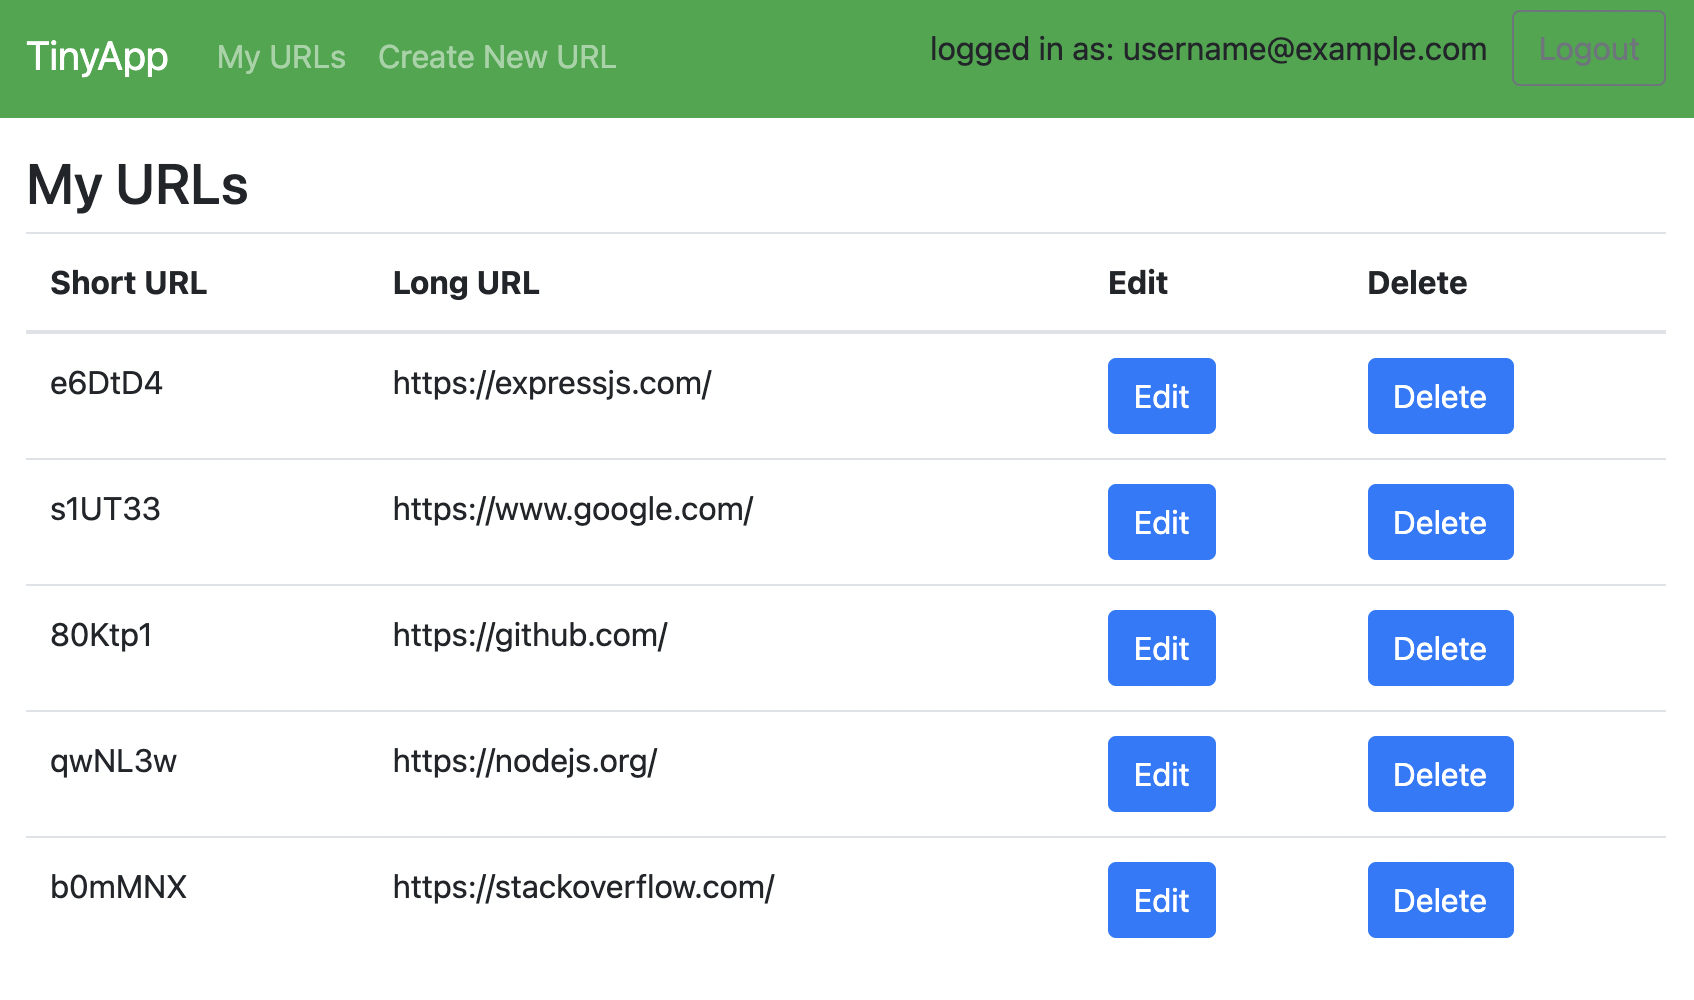 TinyApp My URLs Create New URL logged in as: username@example.com Logout
My URLs
Short URL Long URL Edit Delete
e6DtD4 https://expressjs.com/ Edit Delete
s1UT33 https://www.google.com/ Edit Delete
80Ktp1 https://github.com/ Edit Delete
qwNL3w https://nodejs.org/ Edit Delete
b0mMNX https://stackoverflow.com/ Edit Delete